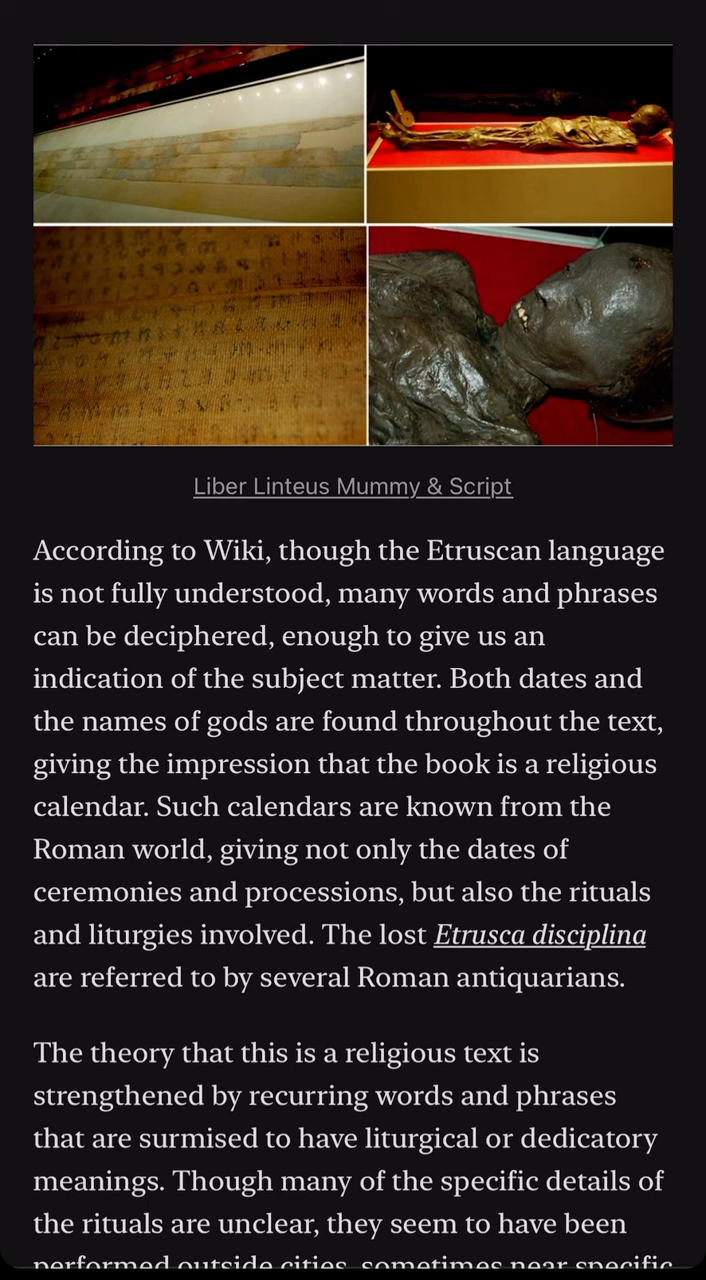 Liber Linteus Mummy & Script
According to Wiki, though the Etruscan language
is not fully understood, many words and phrases
can be deciphered, enough to give us an
indication of the subject matter. Both dates and
the names of gods are found throughout the text,
giving the impression that the book is a religious
calendar. Such calendars are known from the
Roman world, giving not only the dates of
ceremonies and processions, but also the rituals
and liturgies involved. The lost Etrusca disciplina
are referred to by several Roman antiquarians.
The theory that this is a religious text is
strengthened by recurring words and phrases
that are surmised to have liturgical or dedicatory
meanings. Though many of the specific details of
the rituals are unclear, they seem to have been
performed outside cities, sometimes near specific